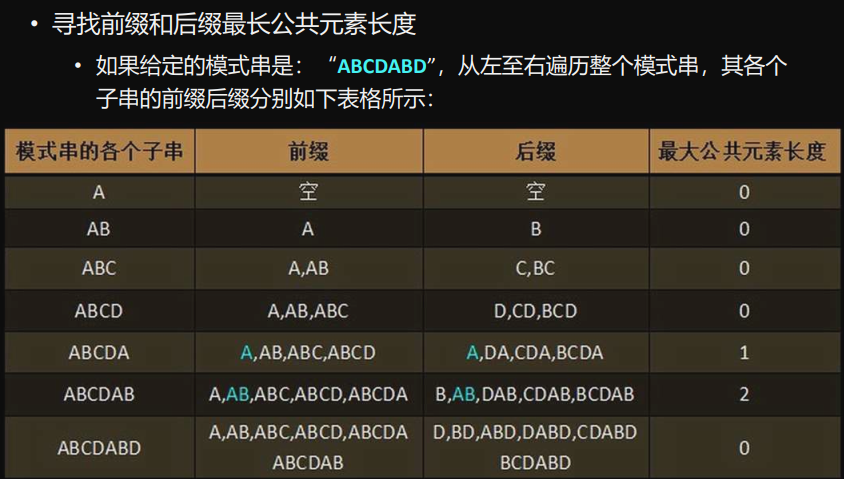 • 寻找前缀和后缀最长公共元素长度
• 如果给定的模式串是：“ABCDABD”，从左至右遍历整个模式串，其各个
子串的前缀后缀分别如下表格所示：
模式串的各个子串 前缀 后缀 最大公共元素长度
A 空 空 0
AB A B 0
ABC A,AB C,BC 0
ABCD A,AB,ABC D,CD,BCD 0
ABCDA A,AB,ABC,ABCD A,DA,CDA,BCDA 1
ABCDAB A,AB,ABC,ABCD,ABCDA B,AB,DAB,CDAB,BCDAB 2
ABCDABD A,AB,ABC,ABCD,ABCDA D,BD,ABD,DABD,CDABD 0
ABCDAB BCDABD